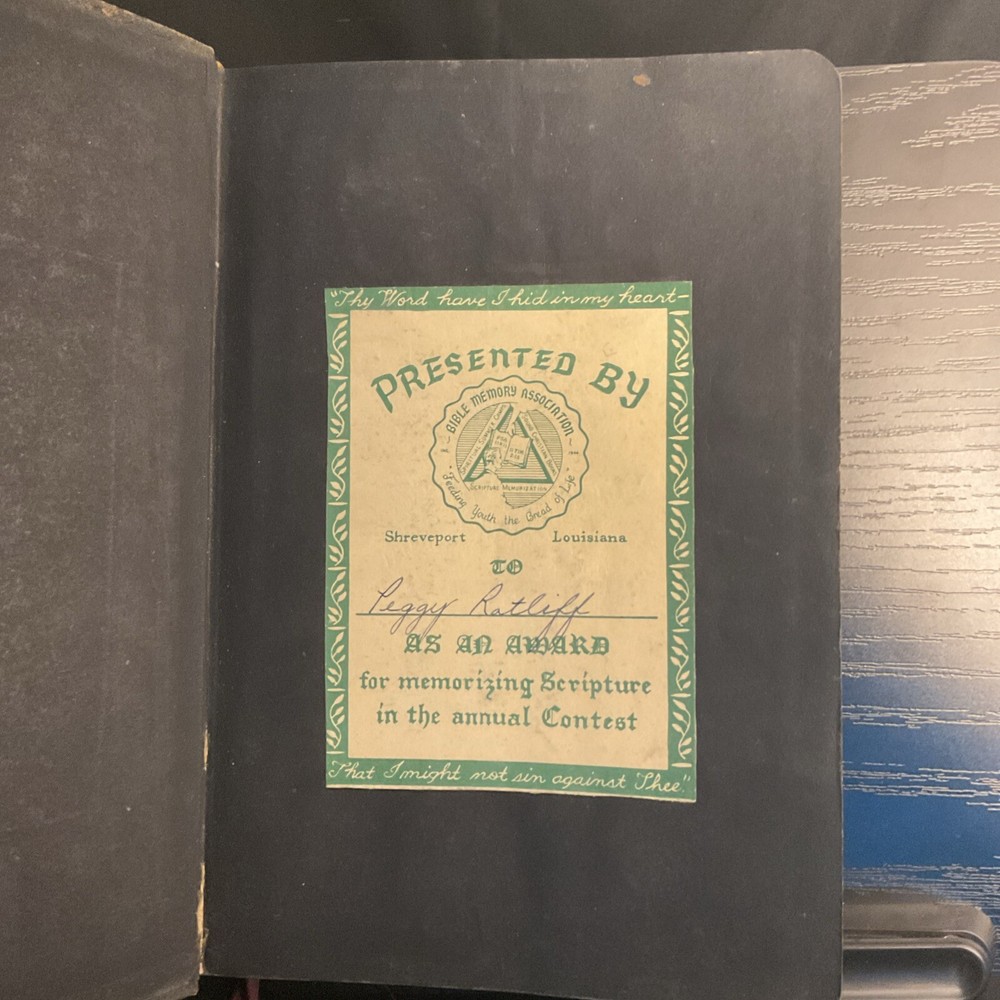 "Thy Word have I hid in my heart—
PRESENTED BY
BIBLE MEMORY ASSOCIATION
SCRIPTURE MEMORIZATION
"Feeding Youth the Bread of Life"
Shreveport Louisiana
TO
Peggy Ratliff
AS AN AWARD
for memorizing Scripture
in the annual Contest
That I might not sin against Thee."